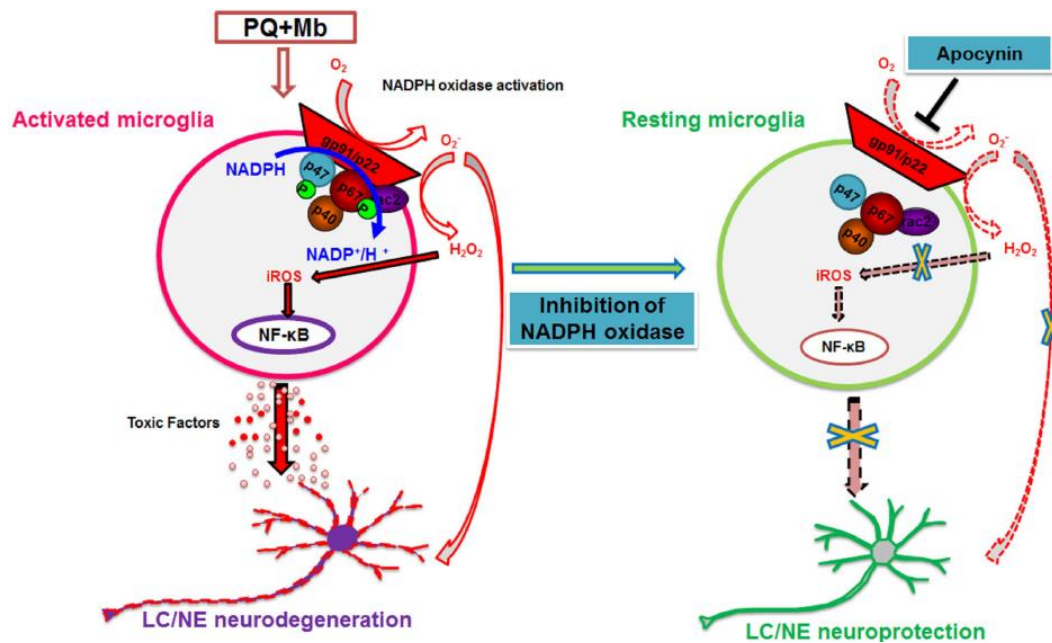 PQ+Mb
O₂
NADPH oxidase activation
Activated microglia
gp91/p22
O₂⁻
NADPH
p47
P
p67
P
rac2
p40
NADP⁺/H⁺
H₂O₂
iROS
NF-κB
Toxic Factors
LC/NE neurodegeneration
Inhibition of
NADPH oxidase
O₂
Apocynin
Resting microglia
gp91/p22
O₂⁻
p47
p67
rac2
p40
H₂O₂
iROS
NF-κB
LC/NE neuroprotection